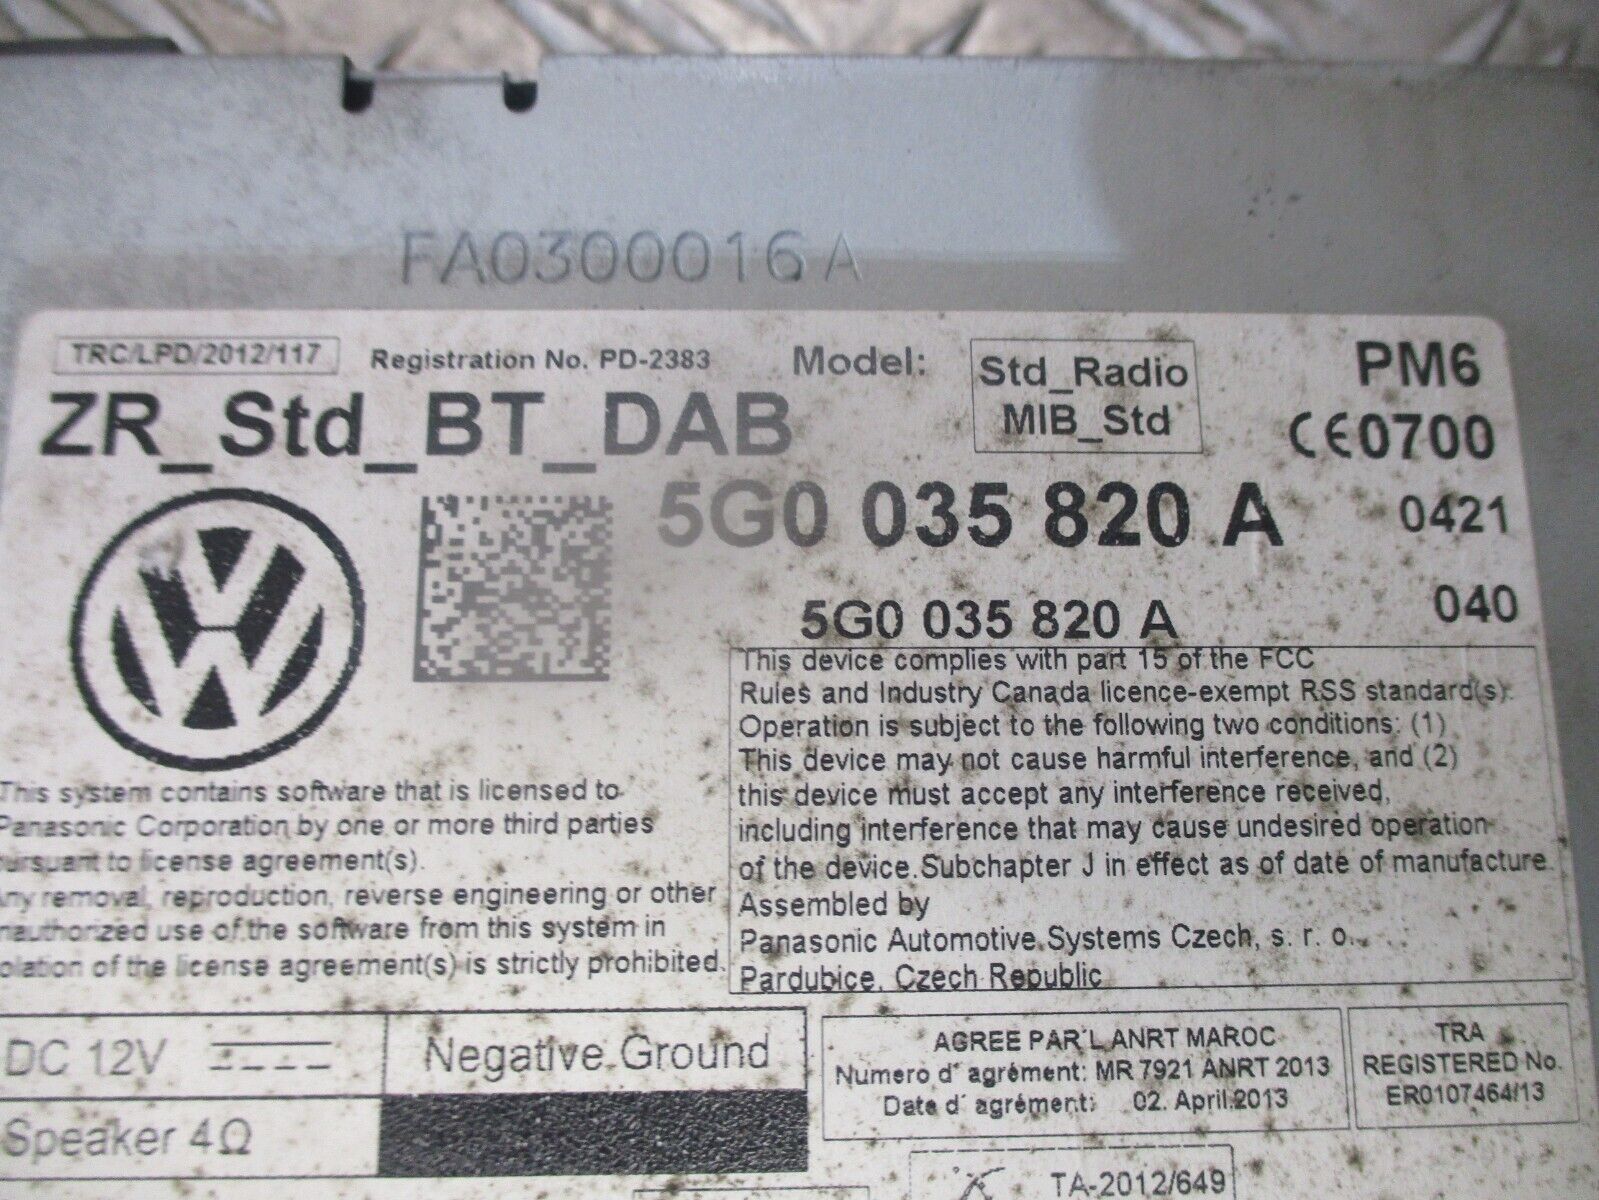 FA0300016 A
TRC/LPD/2012/117
Registration No. PD-2383
Model:
Std_Radio
MIB_Std
PM6
ZR_Std_BT_DAB
CE0700
5G0 035 820 A
0421
5G0 035 820 A
040
This device complies with part 15 of the FCC
Rules and Industry Canada licence-exempt RSS standard(s).
Operation is subject to the following two conditions: (1)
This device may not cause harmful interference, and (2)
this device must accept any interference received,
including interference that may cause undesired operation
of the device.Subchapter J in effect as of date of manufacture.
Assembled by
Panasonic Automotive Systems Czech, s. r. o.
Pardubice, Czech Republic
This system contains software that is licensed to
Panasonic Corporation by one or more third parties
ursuant to license agreement(s).
ny removal, reproduction, reverse engineering or other
nauthorized use of the software from this system in
olation of the license agreement(s) is strictly prohibited.
DC 12V
Negative Ground
Speaker 4Ω
AGREE PAR L ANRT MAROC
Numero d' agrément: MR 7921 ANRT 2013
Date d' agrément: 02. April.2013
TRA
REGISTERED No.
ER0107464/13
TA-2012/649